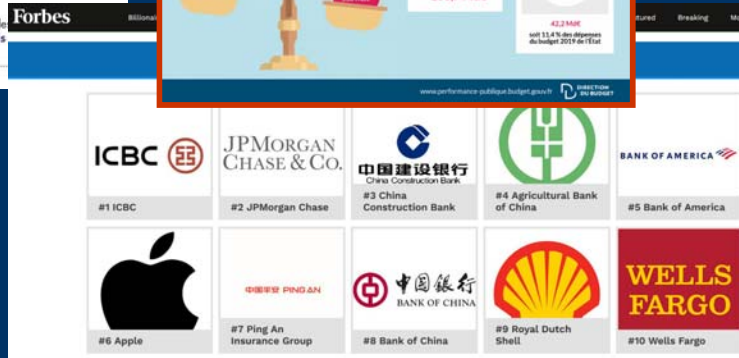 Forbes
Breaking
42,2 Md€
soit 11,4 % des dépenses
du budget 2019 de l'État
www.performance-publique.budget.gouv.fr
DIRECTION
DU BUDGET
ICBC
JPMORGAN
CHASE & CO.
中国建设银行
China Construction Bank
BANK OF AMERICA
#1 ICBC
#2 JPMorgan Chase
#3 China
Construction Bank
#4 Agricultural Bank
of China
#5 Bank of America
中国平安 PING AN
中國銀行
BANK OF CHINA
WELLS
FARGO
#6 Apple
#7 Ping An
Insurance Group
#8 Bank of China
#9 Royal Dutch
Shell
#10 Wells Fargo